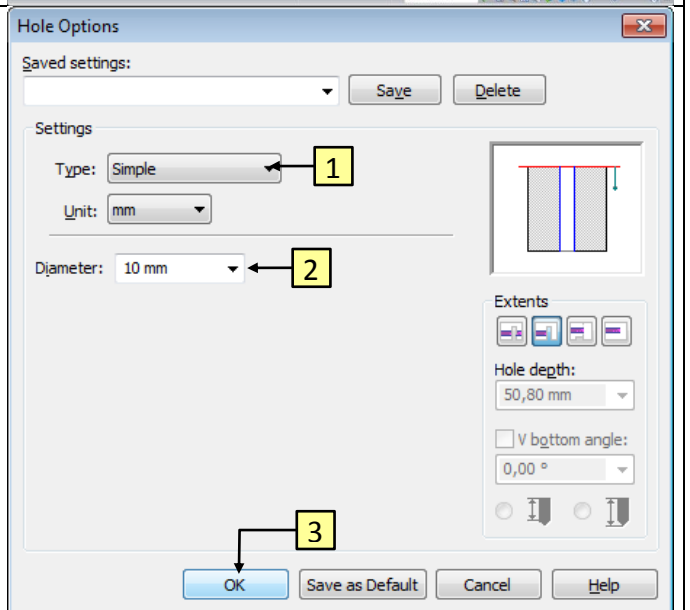 Hole Options
Saved settings:
Save
Delete
Settings
Type: Simple
1
Unit: mm
Diameter: 10 mm
2
Extents
Hole depth:
50,80 mm
V bottom angle:
0,00 °
3
OK
Save as Default
Cancel
Help